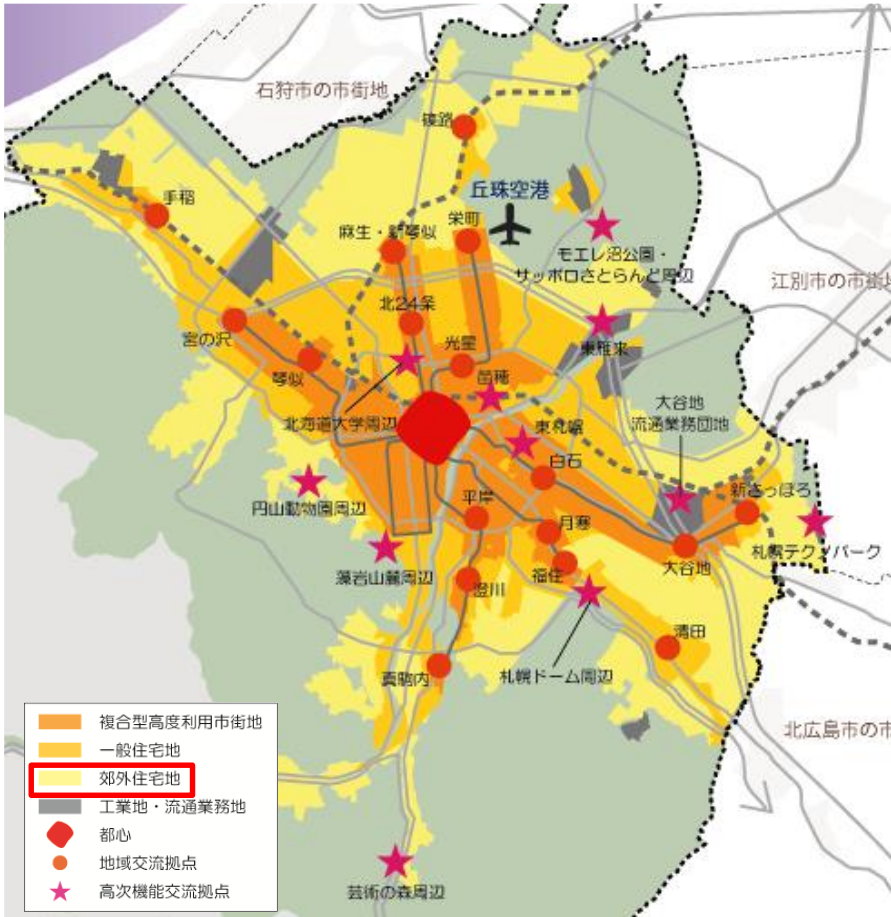 石狩市の市街地
篠路
丘珠空港
手稲
栄町
麻生・新琴似
モエレ沼公園・
サッポロさとらんど周辺
江別市の市街地
北24条
宮の沢
光星
東雁来
琴似
苗穂
大谷地
流通業務団地
北海道大学周辺
東札幌
白石
新さっぽろ
円山動物園周辺
平岸
月寒
札幌テクノパーク
大谷地
藻岩山麓周辺
福住
澄川
清田
真駒内
札幌ドーム周辺
北広島市の市
複合型高度利用市街地
一般住宅地
郊外住宅地
工業地・流通業務地
都心
地域交流拠点
高次機能交流拠点
芸術の森周辺